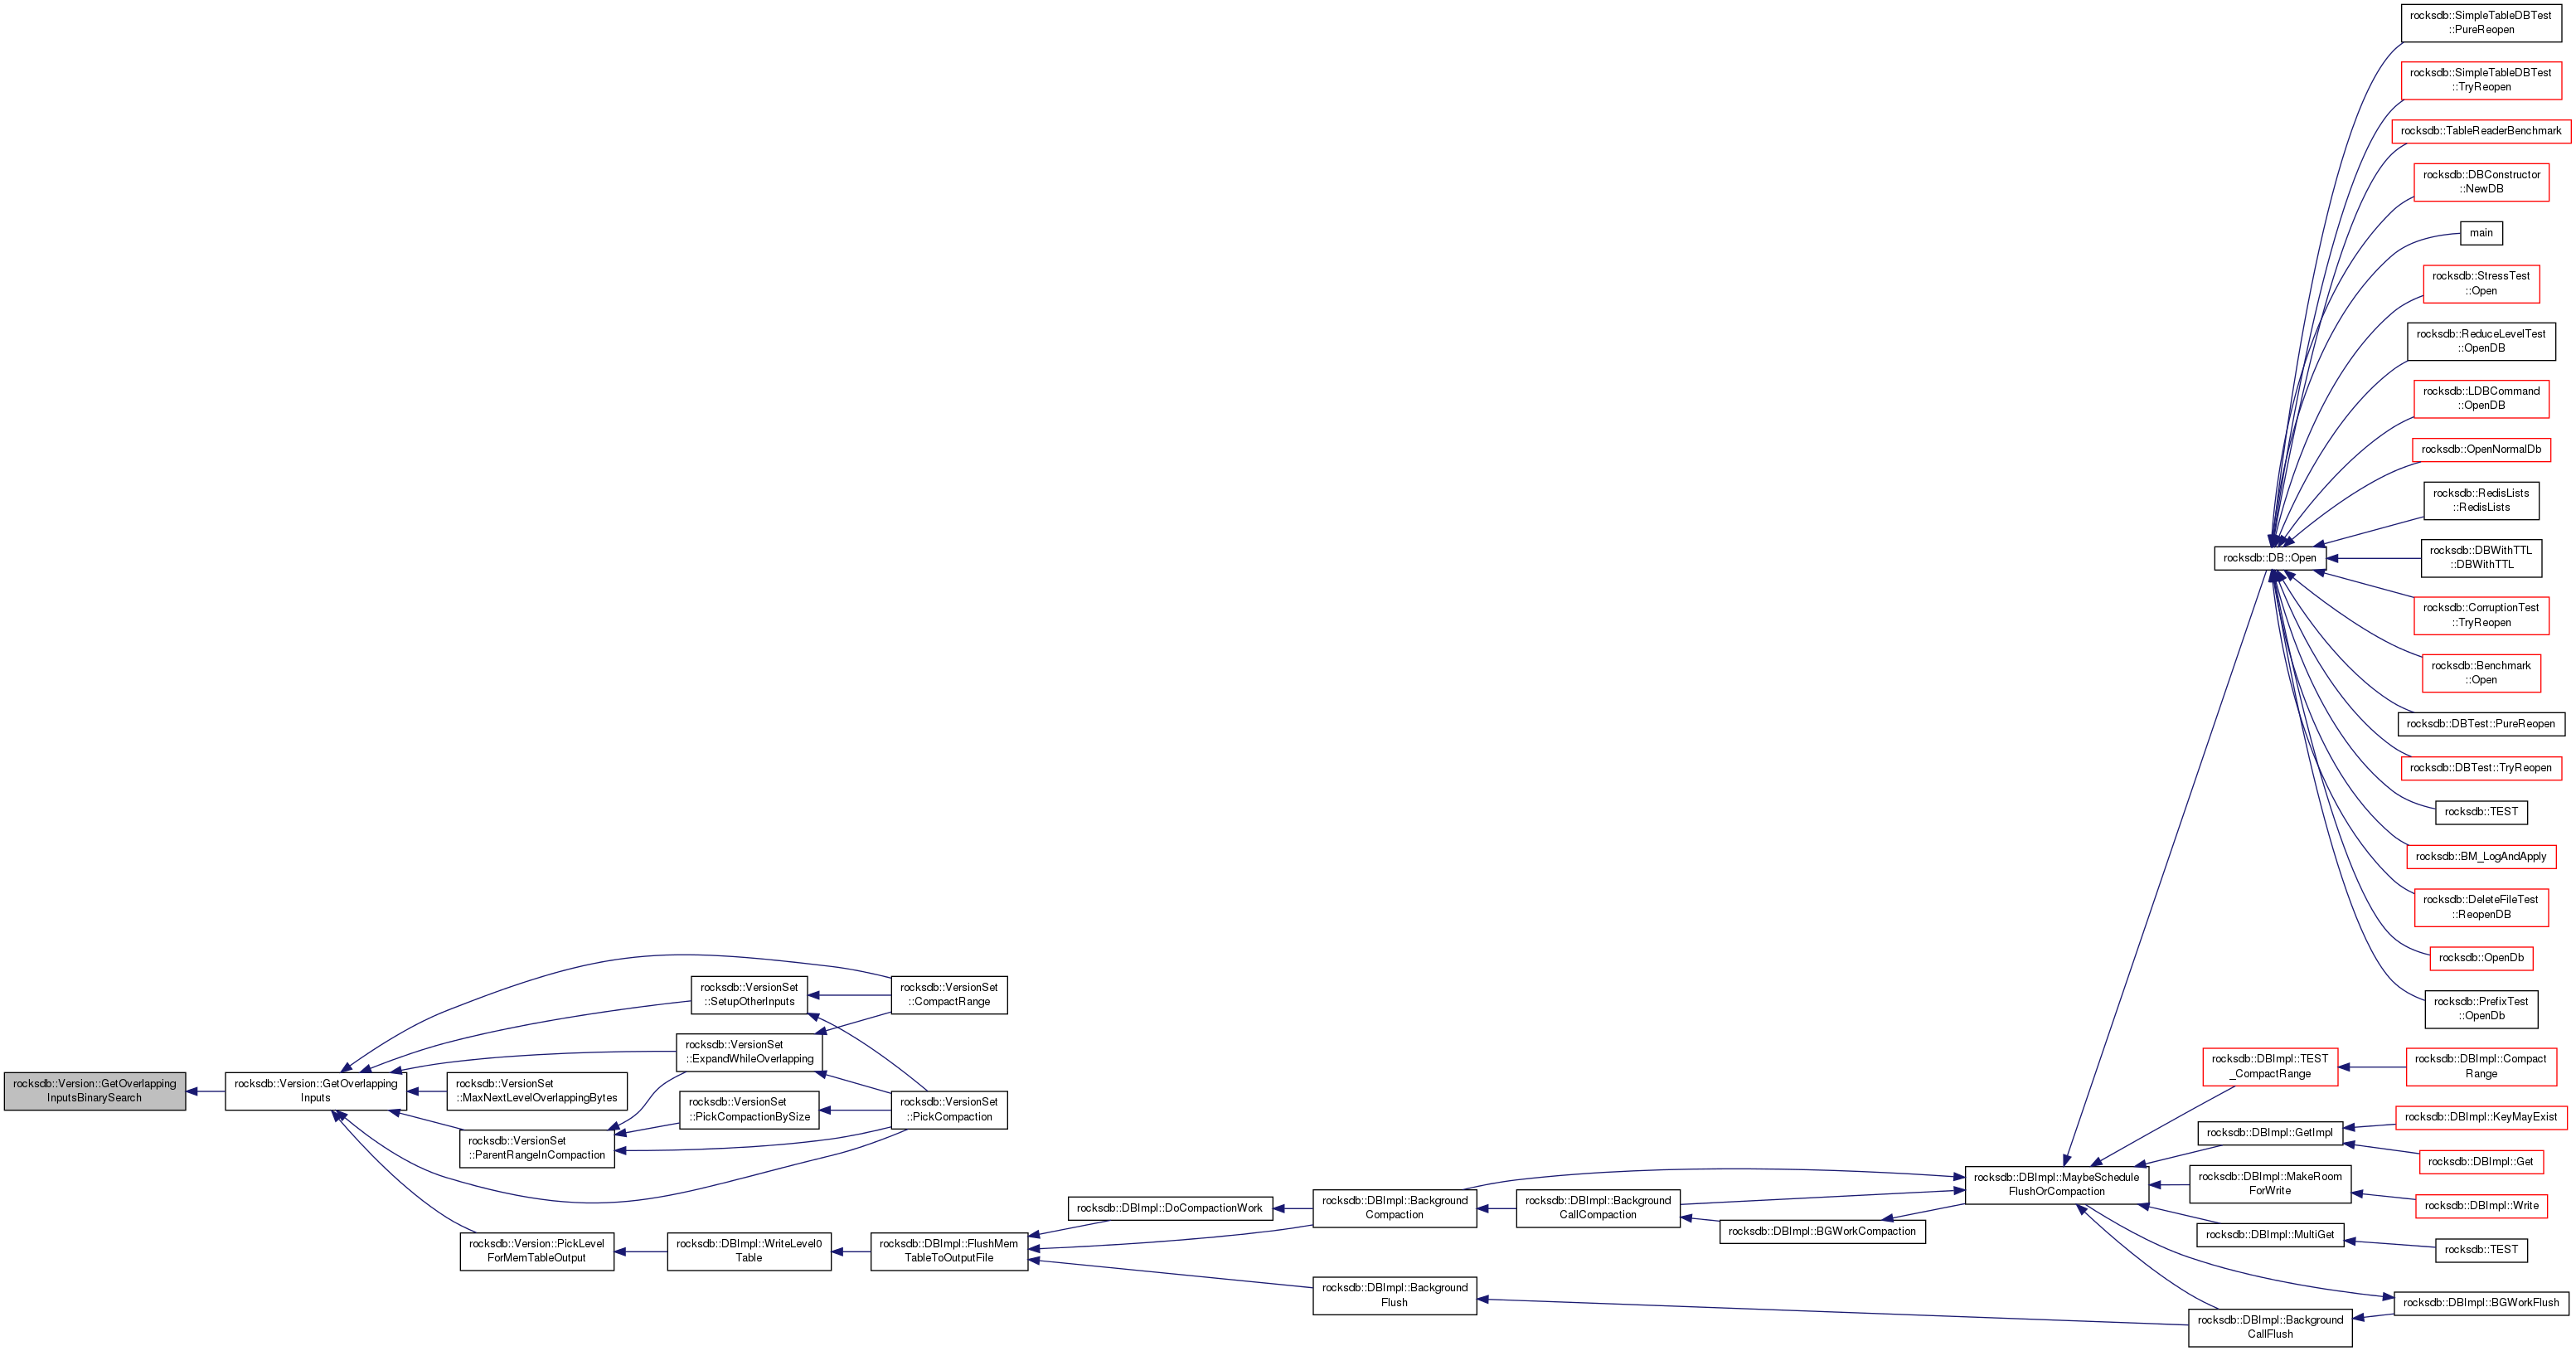 rocksdb::SimpleTableDBTest
::PureReopen
rocksdb::SimpleTableDBTest
::TryReopen
rocksdb::TableReaderBenchmark
rocksdb::DBConstructor
::NewDB
main
rocksdb::StressTest
::Open
rocksdb::ReduceLevelTest
::OpenDB
rocksdb::LDBCommand
::OpenDB
rocksdb::OpenNormalDb
rocksdb::RedisLists
::RedisLists
rocksdb::DB::Open
rocksdb::DBWithTTL
::DBWithTTL
rocksdb::CorruptionTest
::TryReopen
rocksdb::Benchmark
::Open
rocksdb::DBTest::PureReopen
rocksdb::DBTest::TryReopen
rocksdb::TEST
rocksdb::BM_LogAndApply
rocksdb::DeleteFileTest
::ReopenDB
rocksdb::OpenDb
rocksdb::PrefixTest
::OpenDb
rocksdb::VersionSet
::SetupOtherInputs
rocksdb::VersionSet
::CompactRange
rocksdb::VersionSet
::ExpandWhileOverlapping
rocksdb::Version::GetOverlapping
InputsBinarySearch
rocksdb::Version::GetOverlapping
Inputs
rocksdb::VersionSet
::MaxNextLevelOverlappingBytes
rocksdb::VersionSet
::PickCompactionBySize
rocksdb::VersionSet
::PickCompaction
rocksdb::VersionSet
::ParentRangeInCompaction
rocksdb::DBImpl::TEST
_CompactRange
rocksdb::DBImpl::Compact
Range
rocksdb::DBImpl::GetImpl
rocksdb::DBImpl::KeyMayExist
rocksdb::DBImpl::Get
rocksdb::DBImpl::MaybeSchedule
FlushOrCompaction
rocksdb::DBImpl::MakeRoom
ForWrite
rocksdb::DBImpl::Write
rocksdb::DBImpl::DoCompactionWork
rocksdb::DBImpl::Background
Compaction
rocksdb::DBImpl::Background
CallCompaction
rocksdb::DBImpl::BGWorkCompaction
rocksdb::DBImpl::MultiGet
rocksdb::TEST
rocksdb::Version::PickLevel
ForMemTableOutput
rocksdb::DBImpl::WriteLevel0
Table
rocksdb::DBImpl::FlushMem
TableToOutputFile
rocksdb::DBImpl::Background
Flush
rocksdb::DBImpl::BGWorkFlush
rocksdb::DBImpl::Background
CallFlush